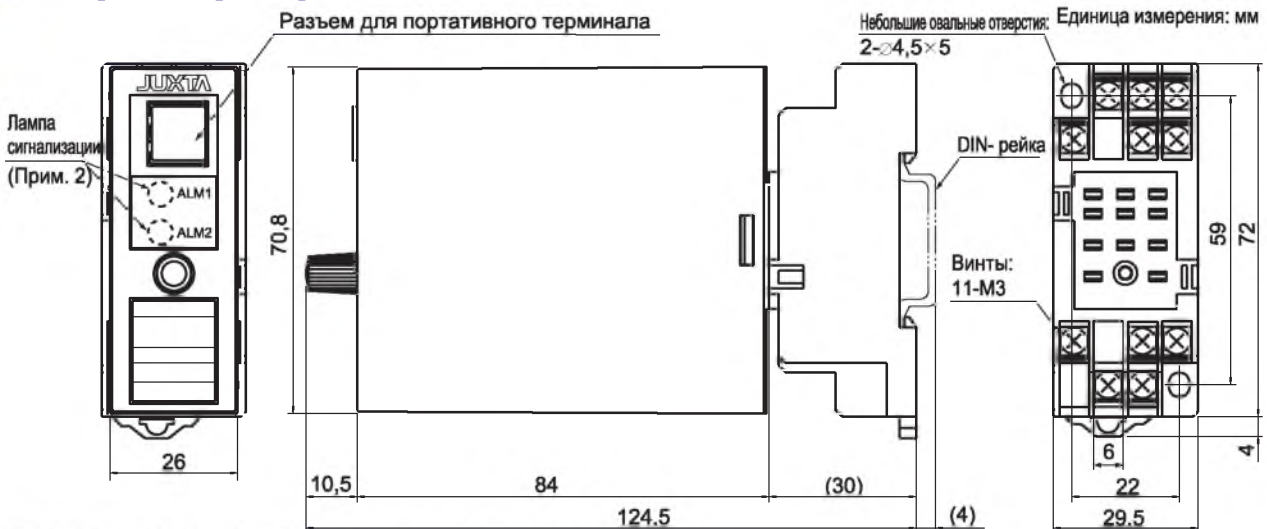 Разъем для портативного терминала
Небольшие овальные отверстия:
2-⌀4,5×5
Единица измерения: мм
JUXTA
Лампа
сигнализации
(Прим. 2)
ALM1
ALM2
DIN- рейка
70,8
59
72
Винты:
11-М3
26
10,5
84
(30)
6
4
22
124.5
(4)
29.5